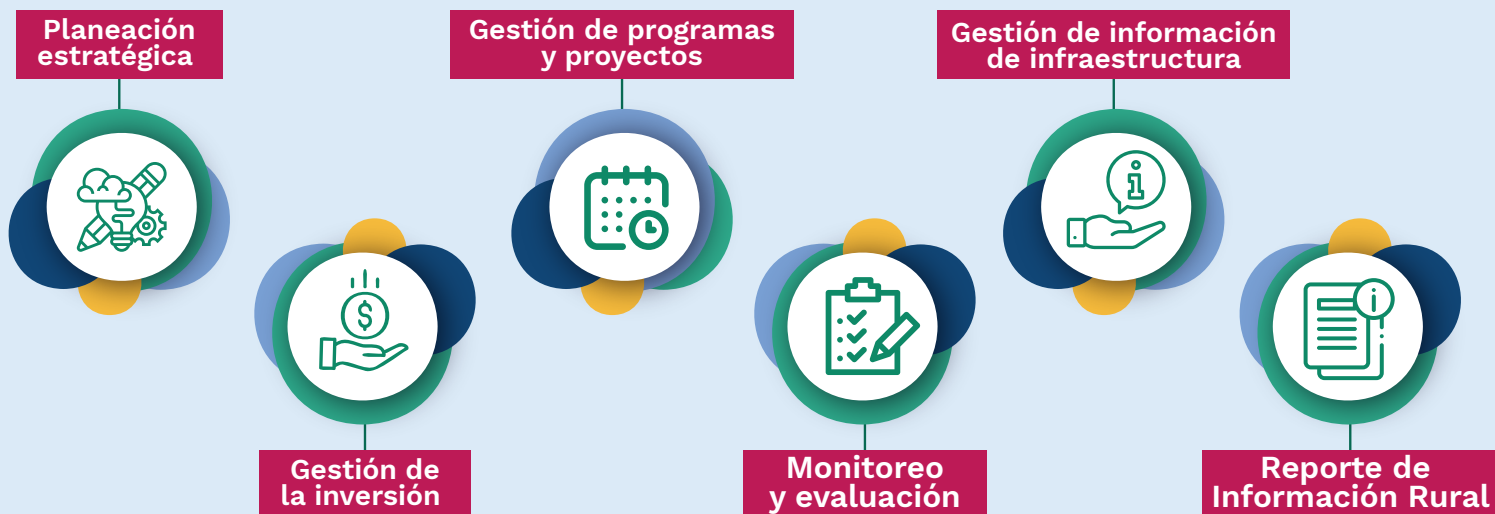 Planeación
estratégica
Gestión de
la inversión
Gestión de programas
y proyectos
Monitoreo
y evaluación
Gestión de información
de infraestructura
Reporte de
Información Rural